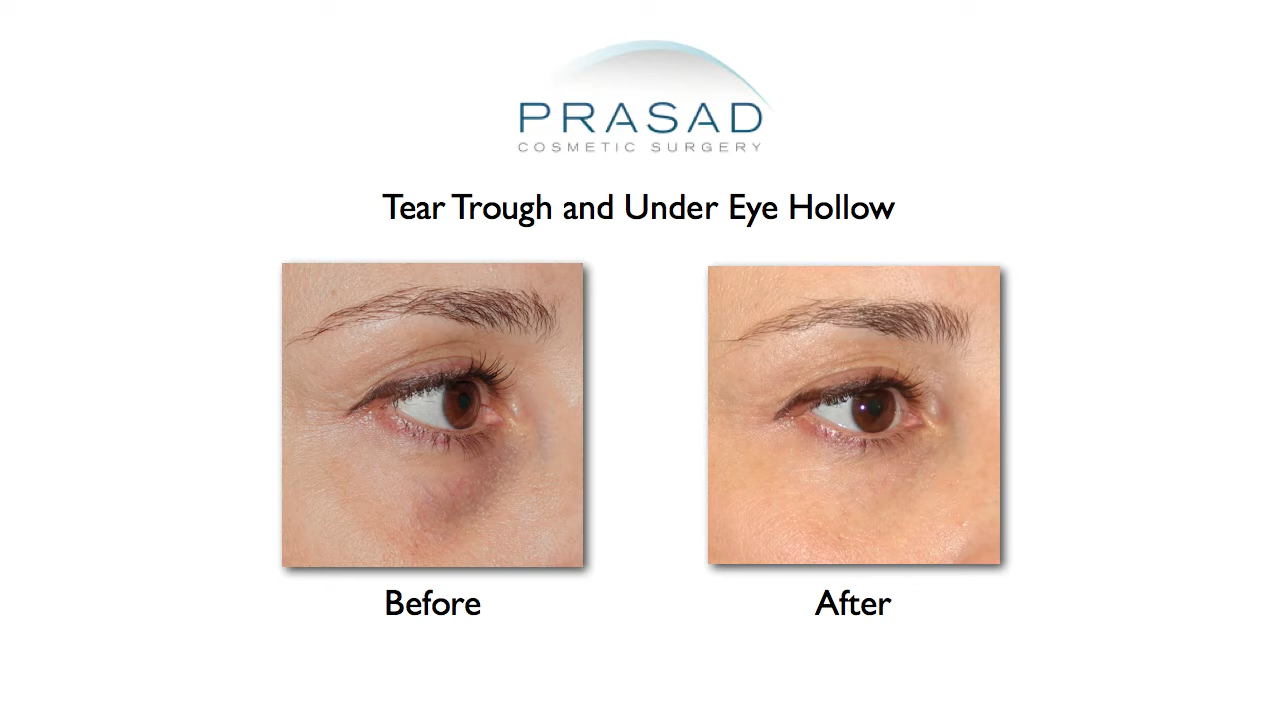 PRASAD
COSMETIC SURGERY
Tear Trough and Under Eye Hollow
Before
After